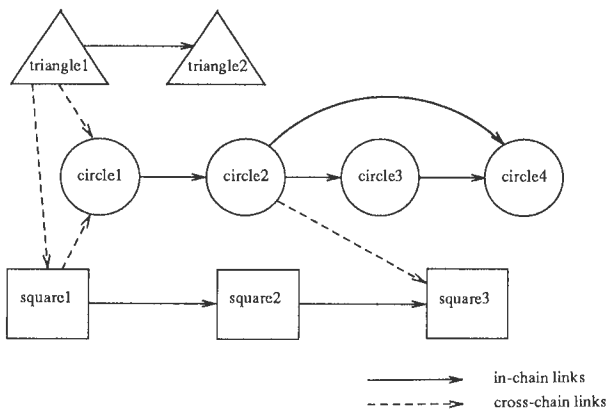 triangle1
triangle2
circle1
circle2
circle3
circle4
square1
square2
square3
in-chain links
cross-chain links